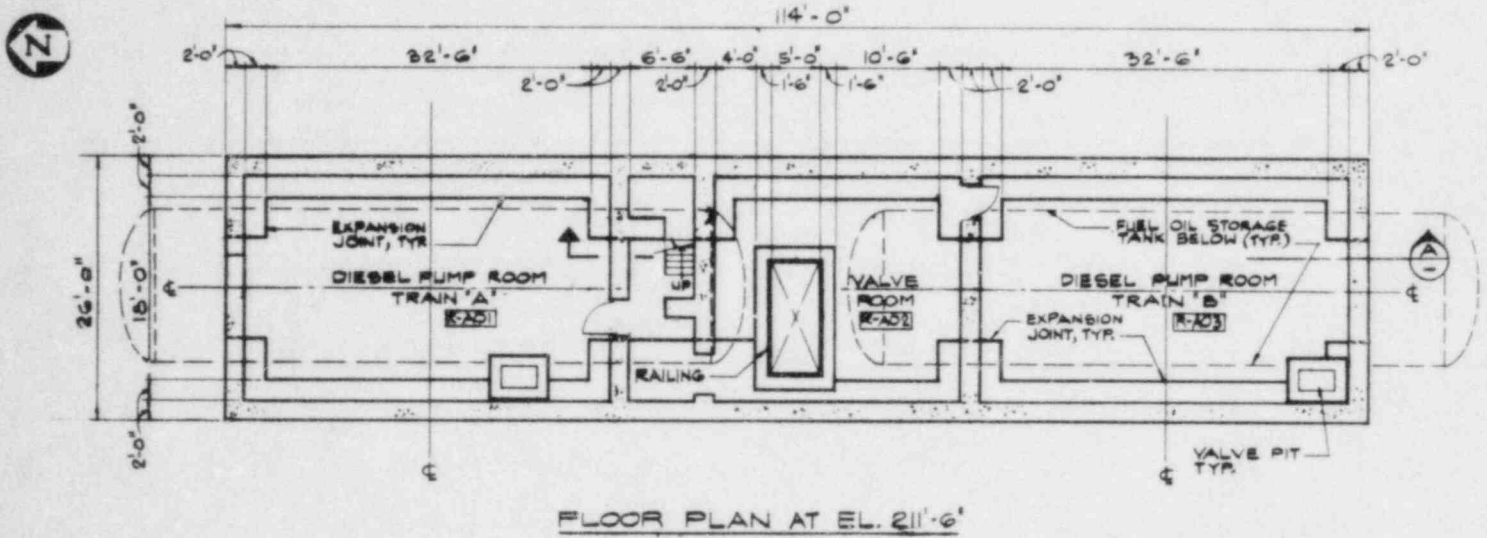 N
114'-0"
2'-0" 32'-6" 6'-6" 4'-0" 5'-0" 10'-6" 32'-6" 2'-0"
2'-0" 2'-0" 1'-6" 1'-6" 2'-0"
2'-0"
26'-0"
18'-0"
2'-0"
EXPANSION
JOINT, TYP.
DIESEL PUMP ROOM
TRAIN "A"
R-A01
UP
RAILING
VALVE
ROOM
R-A02
FUEL OIL STORAGE
TANK BELOW (TYP.)
DIESEL PUMP ROOM
TRAIN "B"
R-A03
EXPANSION
JOINT, TYP.
A
-
VALVE PIT
TYP.
℄
℄
℄
℄
FLOOR PLAN AT EL. 211'-6"